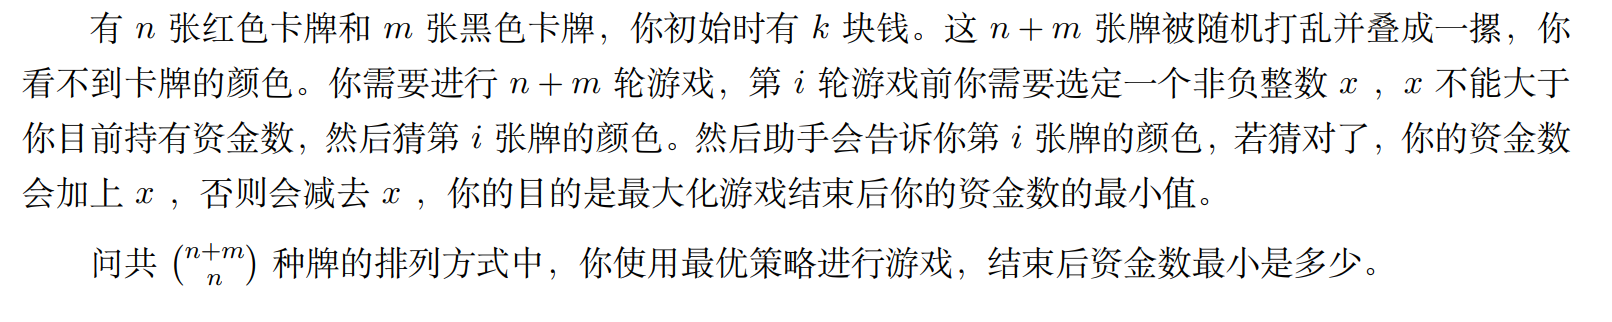 有 n 张红色卡牌和 m 张黑色卡牌，你初始时有 k 块钱。这 n + m 张牌被随机打乱并叠成一摞，你
看不到卡牌的颜色。你需要进行 n + m 轮游戏，第 i 轮游戏前你需要选定一个非负整数 x ，x 不能大于
你目前持有资金数，然后猜第 i 张牌的颜色。然后助手会告诉你第 i 张牌的颜色，若猜对了，你的资金数
会加上 x ，否则会减去 x ，你的目的是最大化游戏结束后你的资金数的最小值。
问共 \binom{n+m}{n} 种牌的排列方式中，你使用最优策略进行游戏，结束后资金数最小是多少。